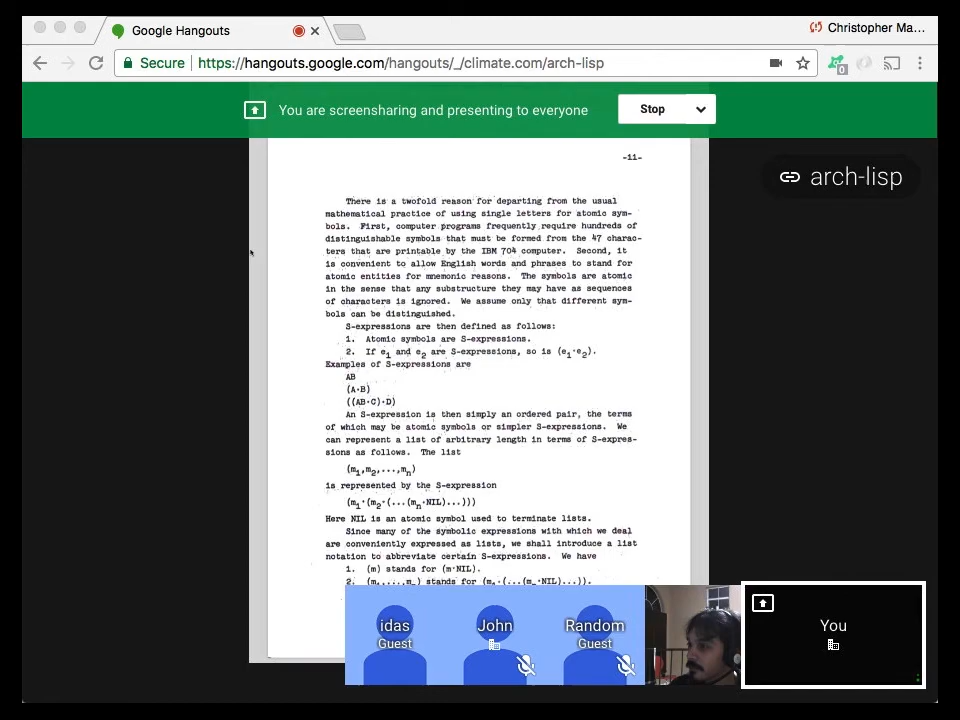 Google Hangouts
Christopher Ma...
Secure
https://hangouts.google.com/hangouts/_/climate.com/arch-lisp
0
You are screensharing and presenting to everyone
Stop
arch-lisp
-11-
There is a twofold reason for departing from the usual
mathematical practice of using single letters for atomic sym-
bols. First, computer programs frequently require hundreds of
distinguishable symbols that must be formed from the 47 charac-
ters that are printable by the IBM 704 computer. Second, it
is convenient to allow English words and phrases to stand for
atomic entities for mnemonic reasons. The symbols are atomic
in the sense that any substructure they may have as sequences
of characters is ignored. We assume only that different sym-
bols can be distinguished.
S-expressions are then defined as follows:
1. Atomic symbols are S-expressions.
2. If e1 and e2 are S-expressions, so is (e1·e2).
Examples of S-expressions are
AB
(A·B)
((AB·C)·D)
An S-expression is then simply an ordered pair, the terms
of which may be atomic symbols or simpler S-expressions. We
can represent a list of arbitrary length in terms of S-expres-
sions as follows. The list
(m1,m2,...,mn)
is represented by the S-expression
(m1·(m2·(...(mn·NIL)...)))
Here NIL is an atomic symbol used to terminate lists.
Since many of the symbolic expressions with which we deal
are conveniently expressed as lists, we shall introduce a list
notation to abbreviate certain S-expressions. We have
1. (m) stands for (m·NIL).
2. (m1,...,mn) stands for (m1·(...(mn·NIL)...)).
idas
Guest
John
Random
Guest
You